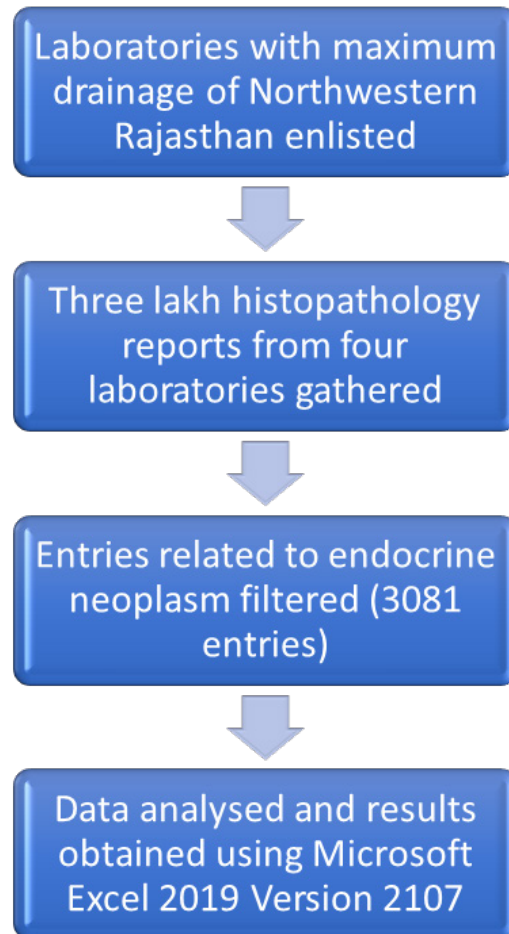 Laboratories with maximum
drainage of Northwestern
Rajasthan enlisted
Three lakh histopathology
reports from four
laboratories gathered
Entries related to endocrine
neoplasm filtered (3081
entries)
Data analysed and results
obtained using Microsoft
Excel 2019 Version 2107